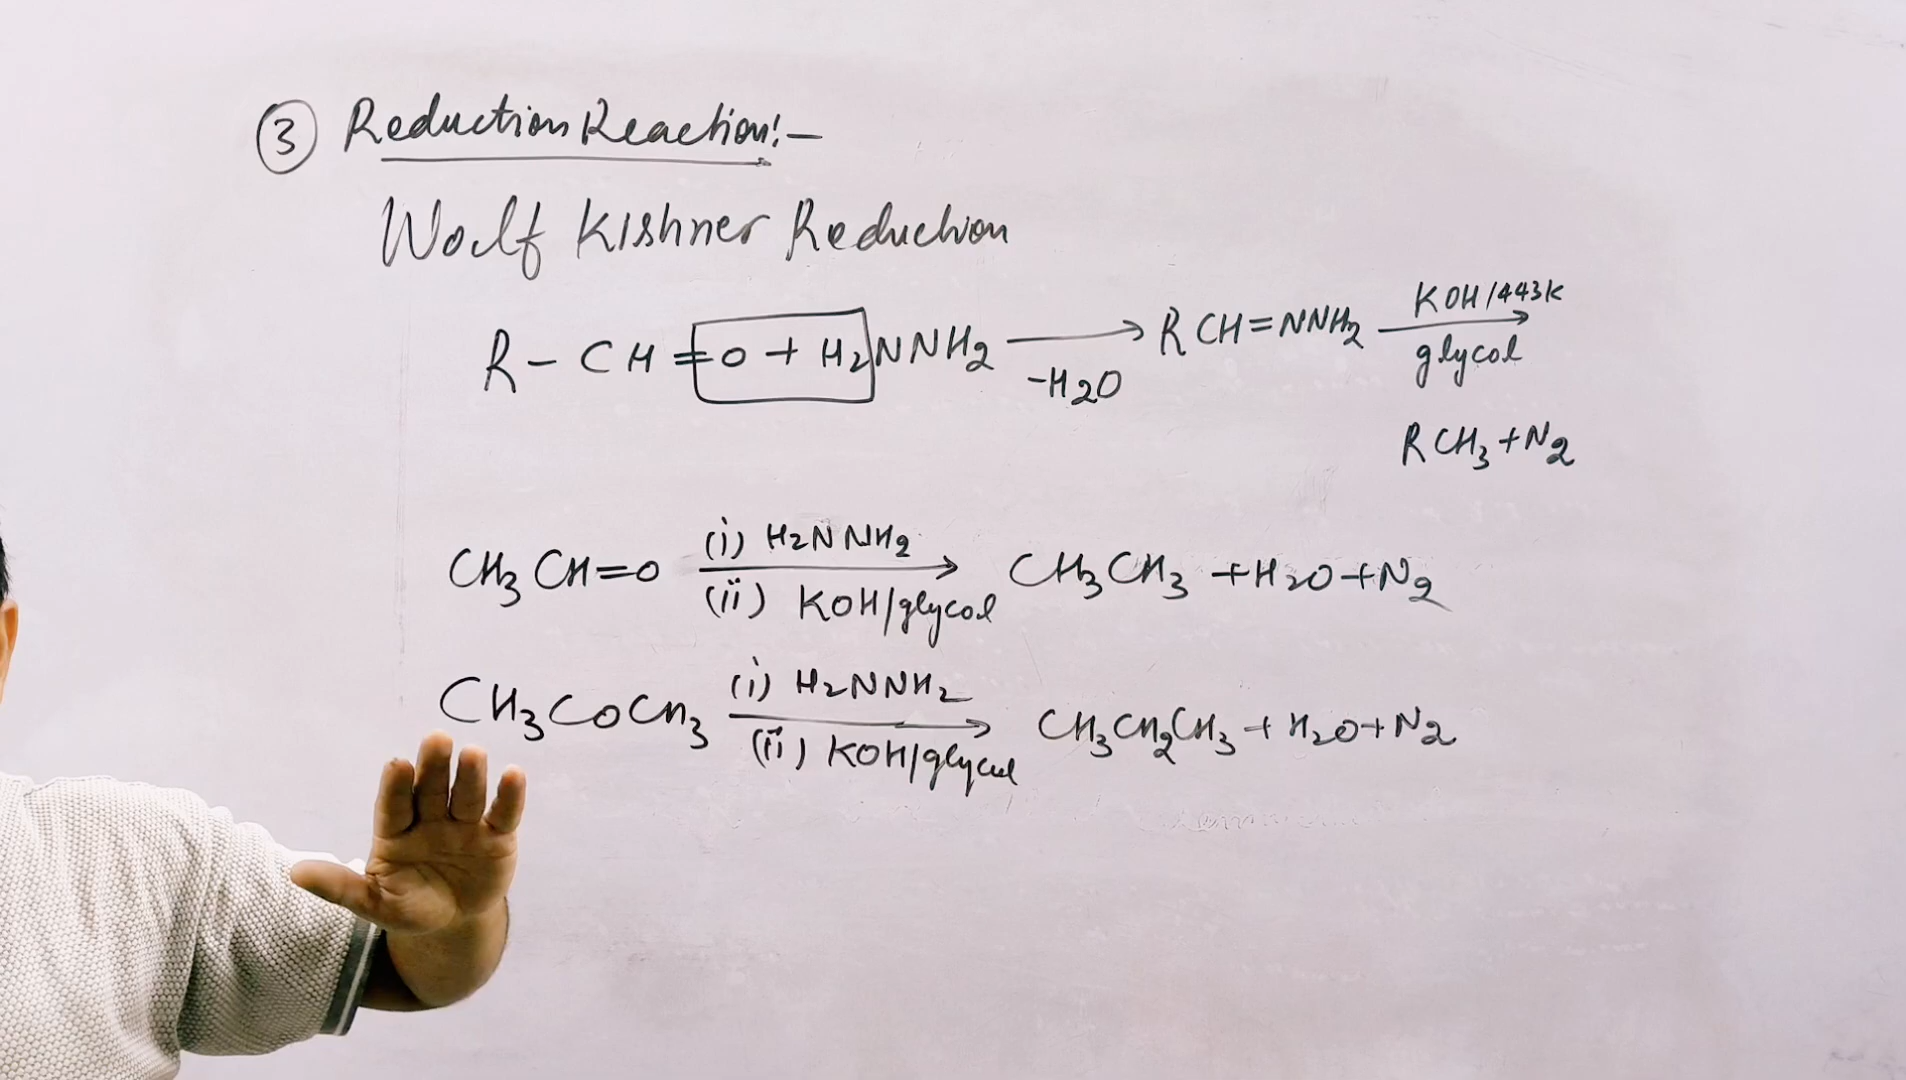 ③ Reduction Reaction:-
Wolf Kishner Reduction
R - CH = O + H2NNH2 → -H2O RCH=NNH2 → KOH/443K glycol
RCH3 + N2
CH3CH=O → (i) H2NNH2 (ii) KOH/glycol CH3CH3 + H2O + N2
CH3COCH3 → (i) H2NNH2 (ii) KOH/glycol CH3CH2CH3 + H2O + N2